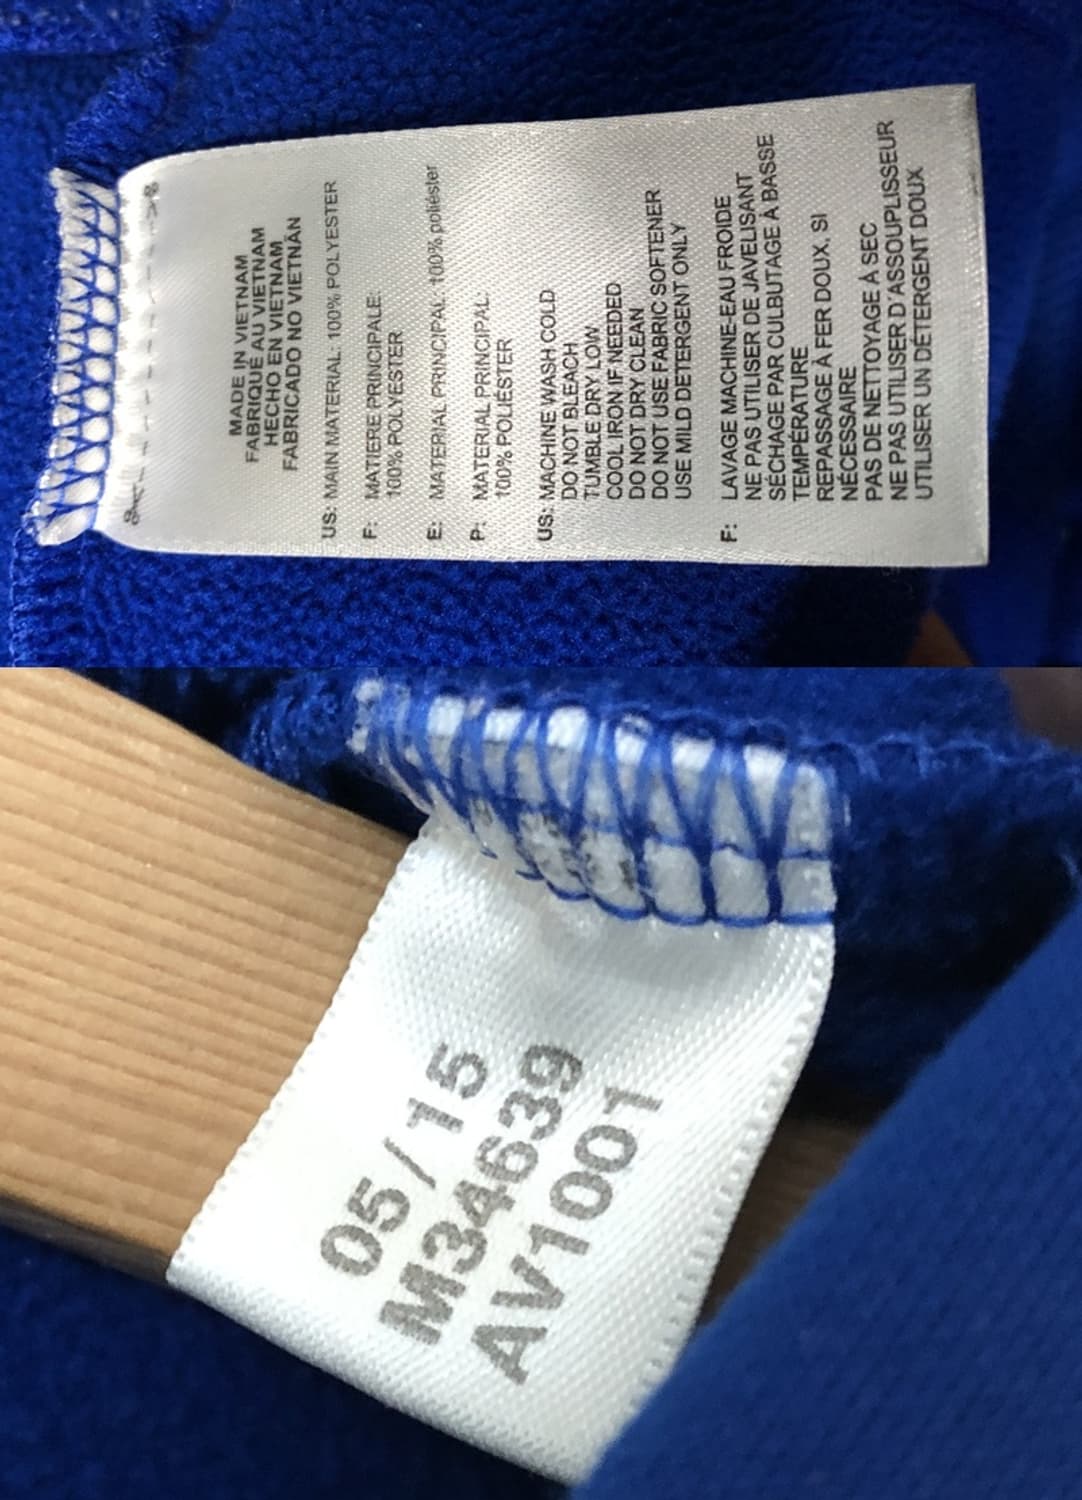 MADE IN VIETNAM
FABRIQUÉ AU VIETNAM
HECHO EN VIETNAM
FABRICADO NO VIETNÃN
US: MAIN MATERIAL: 100% POLYESTER
F: MATIERE PRINCIPALE:
100% POLYESTER
E: MATERIAL PRINCIPAL: 100% poliéster
P: MATERIAL PRINCIPAL:
100% POLIÉSTER
US: MACHINE WASH COLD
DO NOT BLEACH
TUMBLE DRY LOW
COOL IRON IF NEEDED
DO NOT DRY CLEAN
DO NOT USE FABRIC SOFTENER
USE MILD DETERGENT ONLY
F: LAVAGE MACHINE-EAU FROIDE
NE PAS UTILISER DE JAVELISANT
SÉCHAGE PAR CULBUTAGE À BASSE
TEMPÉRATURE
REPASSAGE À FER DOUX, SI
NÉCESSAIRE
PAS DE NETTOYAGE À SEC
NE PAS UTILISER D'ASSOUPLISSEUR
UTILISER UN DÉTERGENT DOUX
05/15
M34639
AV1001